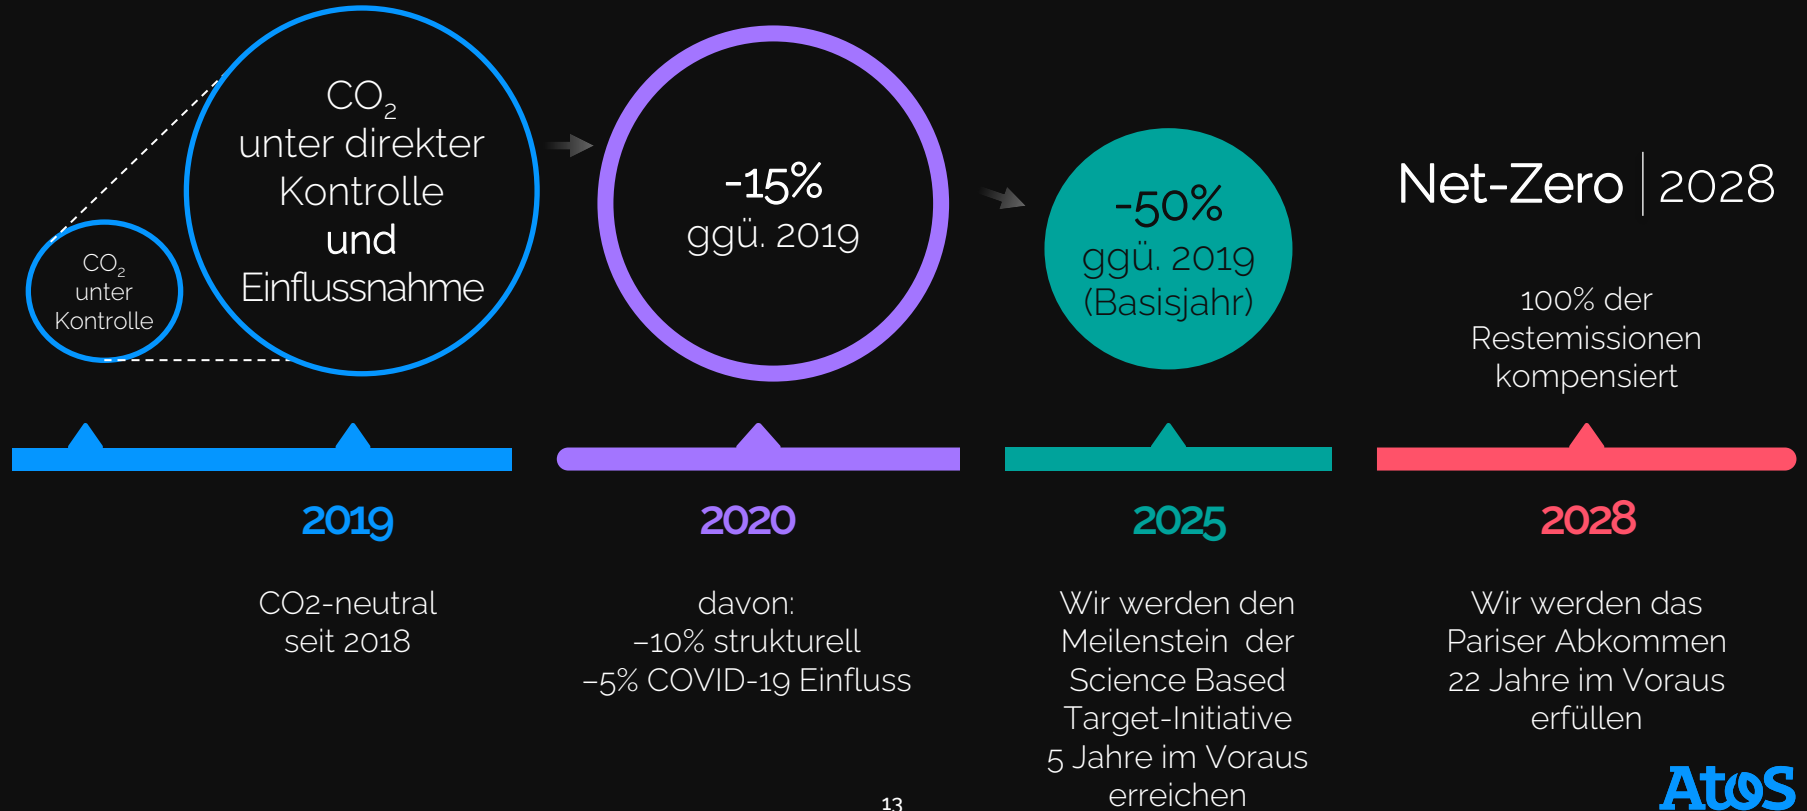 CO₂
unter
Kontrolle
CO₂
unter direkter
Kontrolle
und
Einflussnahme
-15%
ggü. 2019
-50%
ggü. 2019
(Basisjahr)
Net-Zero | 2028
100% der
Restemissionen
kompensiert
2019
CO2-neutral
seit 2018
2020
davon:
–10% strukturell
–5% COVID-19 Einfluss
2025
Wir werden den
Meilenstein der
Science Based
Target-Initiative
5 Jahre im Voraus
erreichen
2028
Wir werden das
Pariser Abkommen
22 Jahre im Voraus
erfüllen
13
Atos